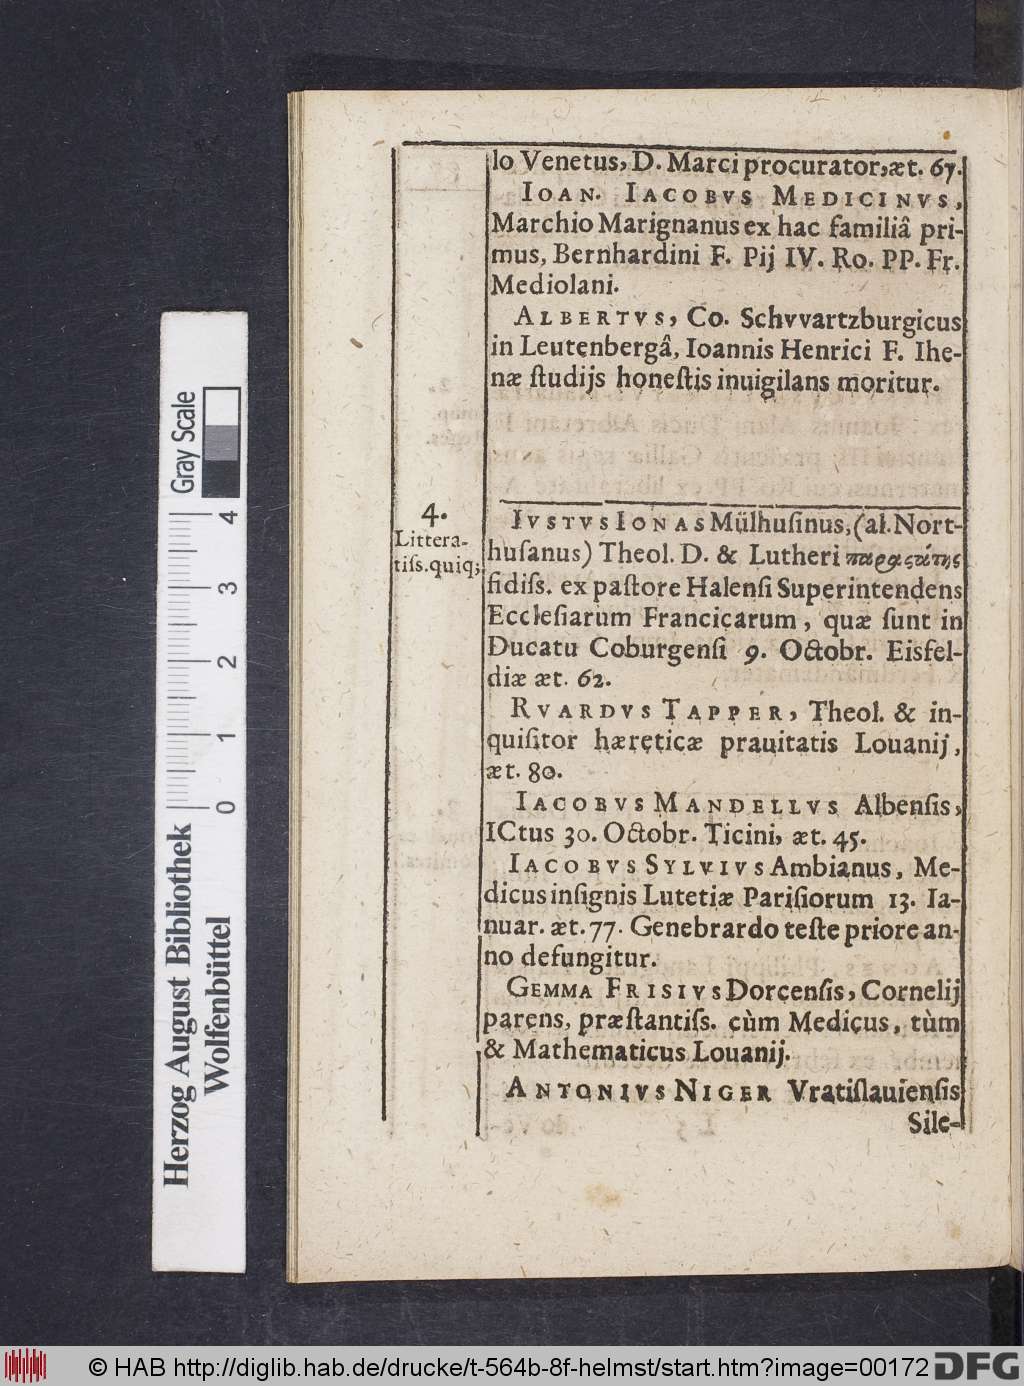 lo Venetus, D. Marci procurator, æt. 67.
IOAN. IACOBVS MEDICINVS,
Marchio Marignanus ex hac familiâ pri-
mus, Bernhardini F. Pij IV. Ro. PP. Fr.
Mediolani.
ALBERTVS, Co. Schvvartzburgicus
in Leutenbergâ, Ioannis Henrici F. Ihe-
næ ſtudijs honeſtis inuigilans moritur.
4.
Littera-
tiſs. quiq;
IVSTVS IONAS Mülhuſinus, (al. Nort-
huſanus) Theol. D. & Lutheri παραςάτης
fidiſs. ex paſtore Halenſi Superintendens
Eccleſiarum Francicarum, quæ ſunt in
Ducatu Coburgenſi 9. Octobr. Eisfel-
diæ æt. 62.
RVARDVS TAPPER, Theol. & in-
quiſitor hæreticæ prauitatis Louanij,
æt. 80.
IACOBVS MANDELLVS Albenſis,
ICtus 30. Octobr. Ticini, æt. 45.
IACOBVS SYLVIVS Ambianus, Me-
dicus inſignis Lutetiæ Pariſiorum 13. Ia-
nuar. æt. 77. Genebrardo teſte priore an-
no defungitur.
GEMMA FRISIVS Dorcenſis, Cornelij
parens, præſtantiſs. cùm Medicus, tùm
& Mathematicus Louanij.
ANTONIVS NIGER Vratiſlauienſis
Sile-
Herzog August Bibliothek
Wolfenbüttel
0 1 2 3 4
Gray Scale
© HAB http://diglib.hab.de/drucke/t-564b-8f-helmst/start.htm?image=00172
DFG